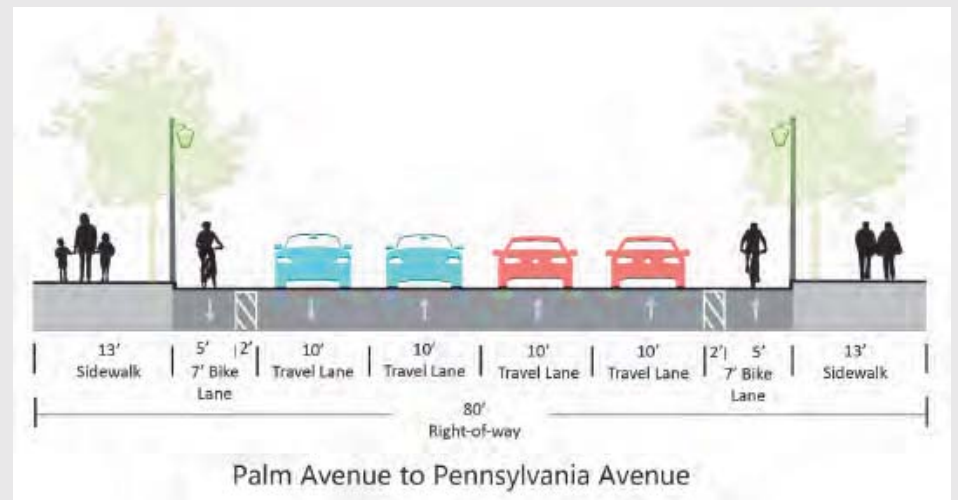 13' 5' 2' 10' 10' 10' 10' 2' 5' 13'
Sidewalk 7' Bike Lane Travel Lane Travel Lane Travel Lane Travel Lane 7' Bike Lane Sidewalk
80'
Right-of-way
Palm Avenue to Pennsylvania Avenue